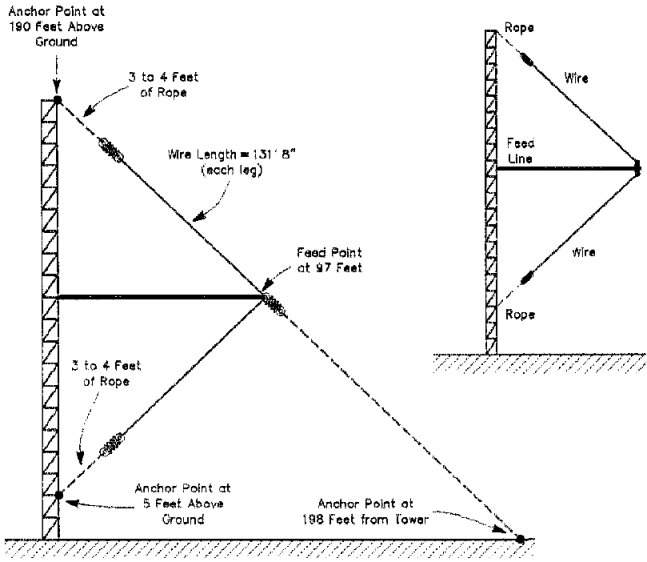 Anchor Point at
190 Feet Above
Ground
3 to 4 Feet
of Rope
Wire Length = 131' 8"
(each leg)
Feed Point
at 97 Feet
3 to 4 Feet
of Rope
Anchor Point at
5 Feet Above
Ground
Anchor Point at
198 Feet from Tower
Rope
Wire
Feed
Line
Wire
Rope